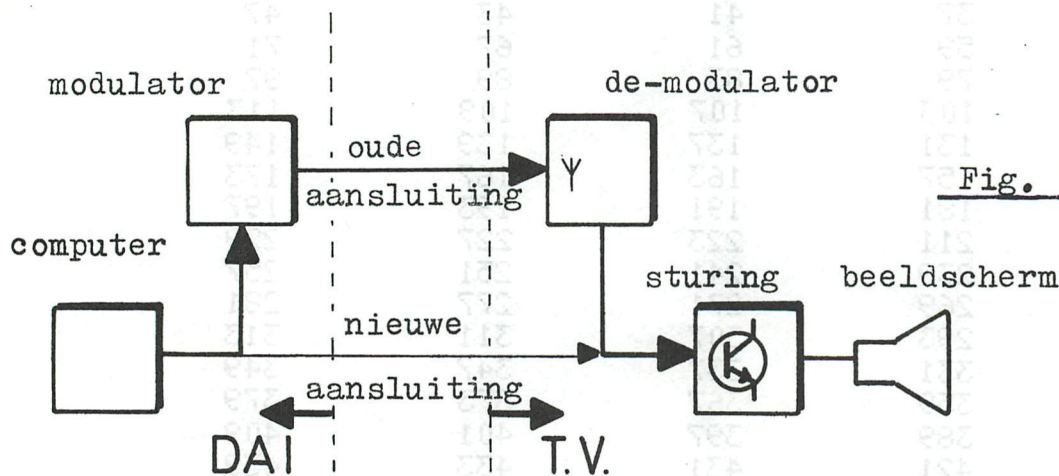 modulator
de-modulator
oude
aansluiting
Fig.
computer
sturing
beeldscherm
nieuwe
aansluiting
DAI
T.V.